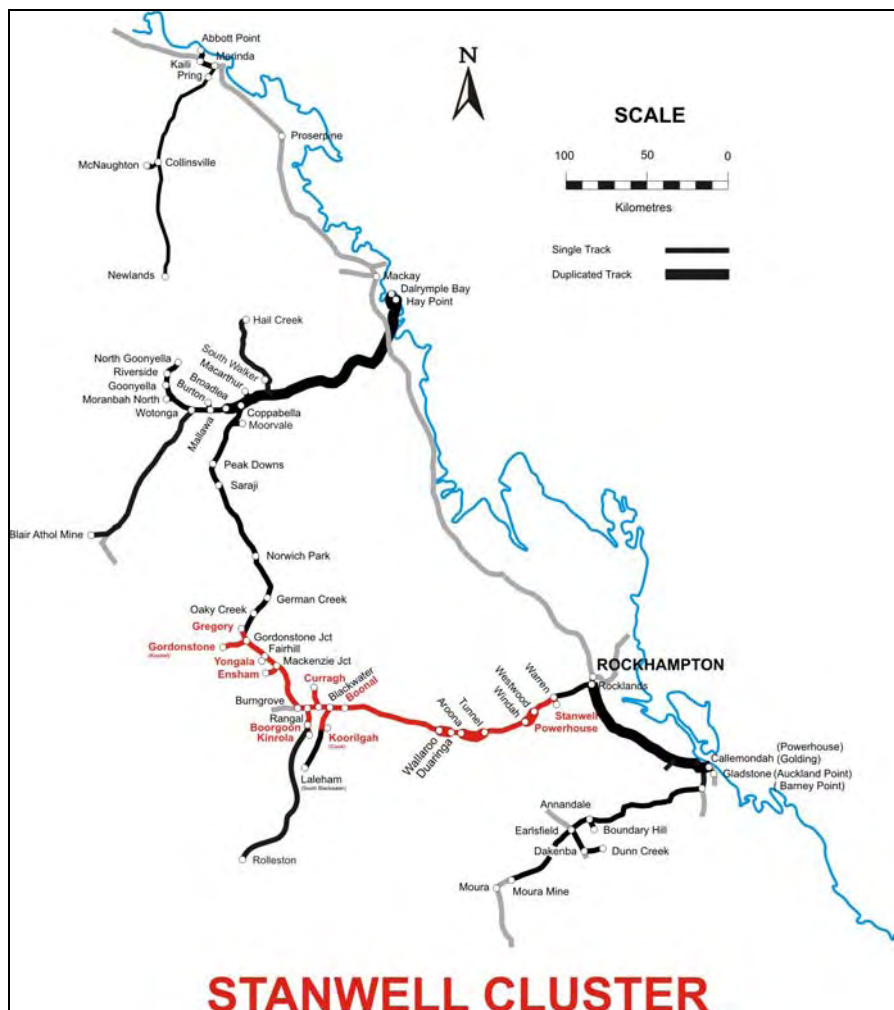 Abbott Point
Kaili
Merinda
Pring
N
SCALE
100
50
0
Kilometres
Proserpine
McNaughton
Collinsville
Single Track
Duplicated Track
Newlands
Mackay
Dalrymple Bay
Hay Point
Hail Creek
North Goonyella
Riverside
Goonyella
Moranbah North
Wotonga
South Walker
Macarthur
Broadlea
Burton
Mallawa
Coppabella
Moorvale
Peak Downs
Saraji
Blair Athol Mine
Norwich Park
German Creek
Oaky Creek
Gregory
Gordonstone Jct
Gordonstone
Fairhill
Yongala
Mackenzie Jct
Ensham
Curragh
Blackwater
Boonal
Burngrove
Rangal
Boorgoon
Kinrola
Koorilgah
(Cook)
Laleham
(South Blackwater)
Rolleston
Wallaroo
Aroona
Duaringa
Tunnel
Windah
Westwood
Warren
Stanwell
Powerhouse
ROCKHAMPTON
Rocklands
Callemondah
(Powerhouse)
(Golding)
Gladstone
(Auckland Point)
( Barney Point)
Annandale
Earlsfield
Boundary Hill
Dakenba
Dunn Creek
Moura
Moura Mine
STANWELL CLUSTER